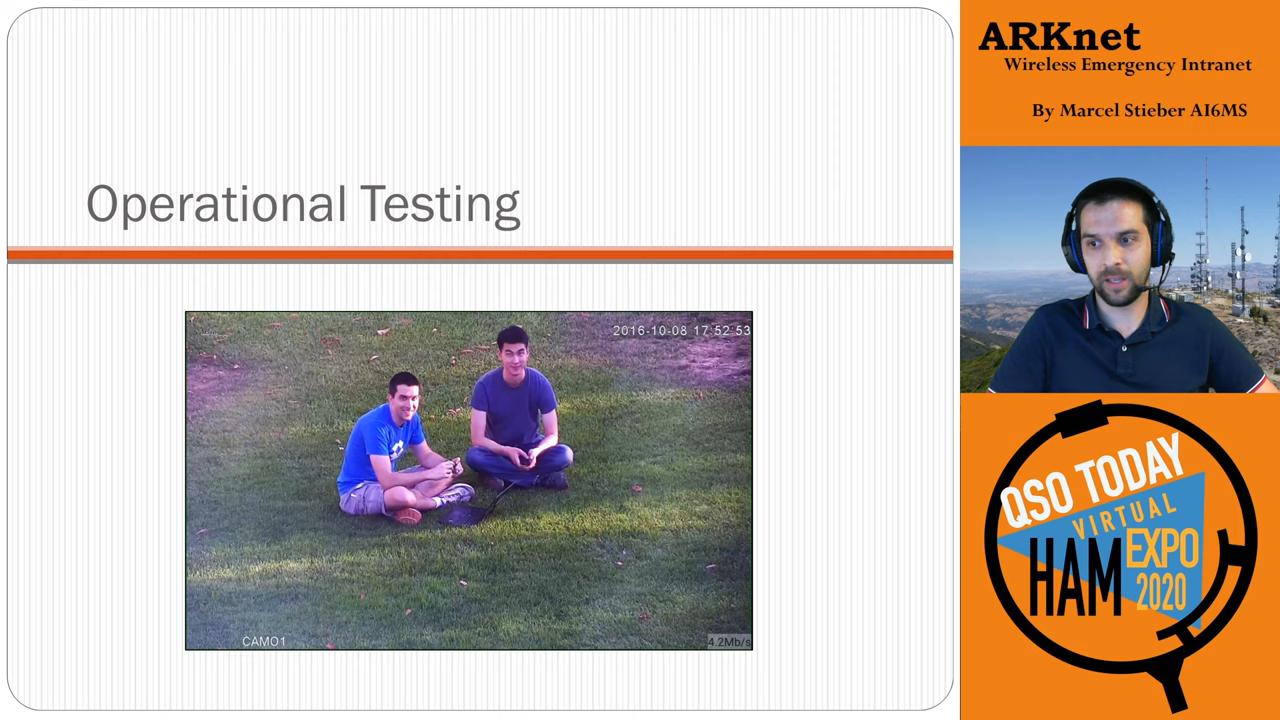 Operational Testing
2016-10-08 17:52:53
CAM01
4.2Mb/s
ARKnet
Wireless Emergency Intranet
By Marcel Stieber AI6MS
QSO TODAY
VIRTUAL
HAM EXPO
2020